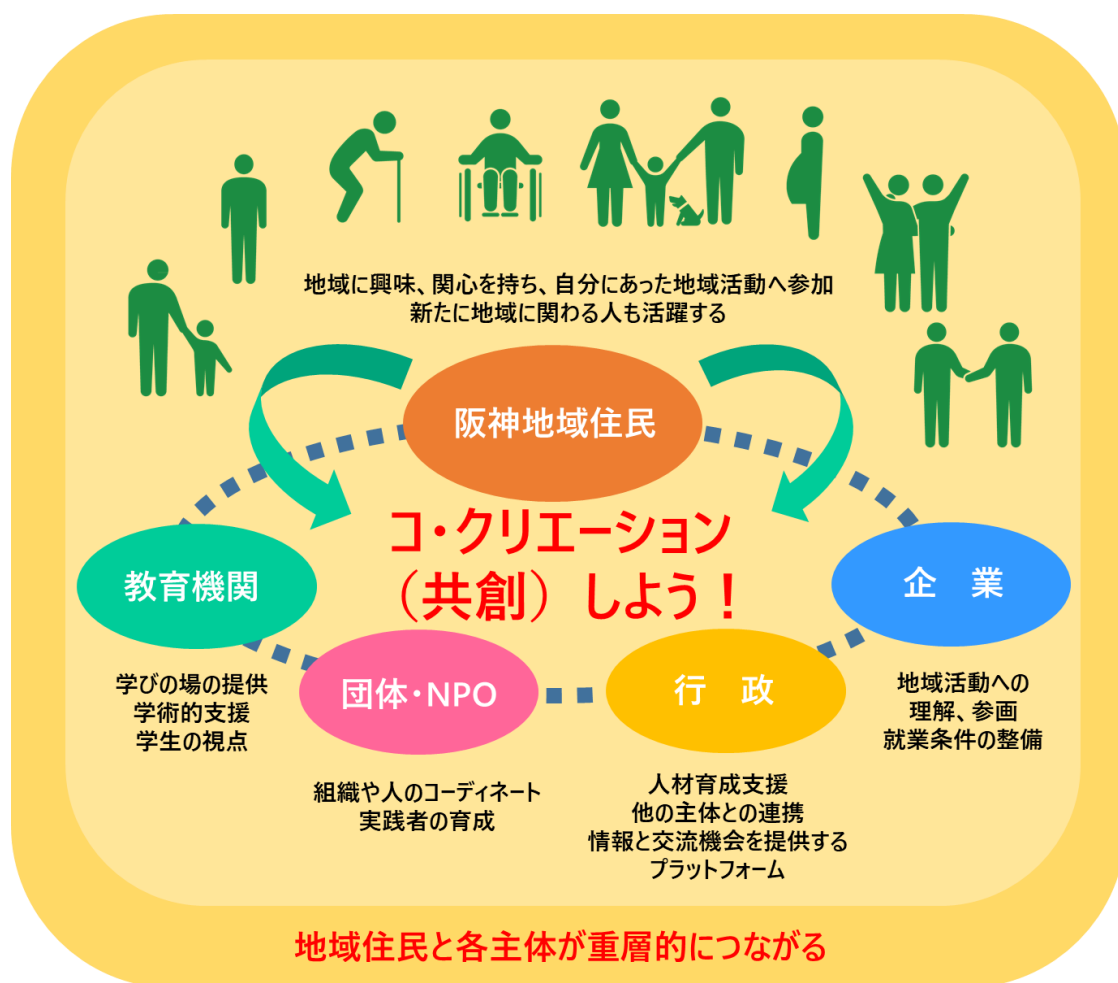 地域に興味、関心を持ち、自分にあった地域活動へ参加
新たに地域に関わる人も活躍する
阪神地域住民
コ・クリエーション
（共創）しよう！
教育機関
学びの場の提供
学術的支援
学生の視点
団体・NPO
組織や人のコーディネート
実践者の育成
行　政
人材育成支援
他の主体との連携
情報と交流機会を提供する
プラットフォーム
企　業
地域活動への
理解、参画
就業条件の整備
地域住民と各主体が重層的につながる